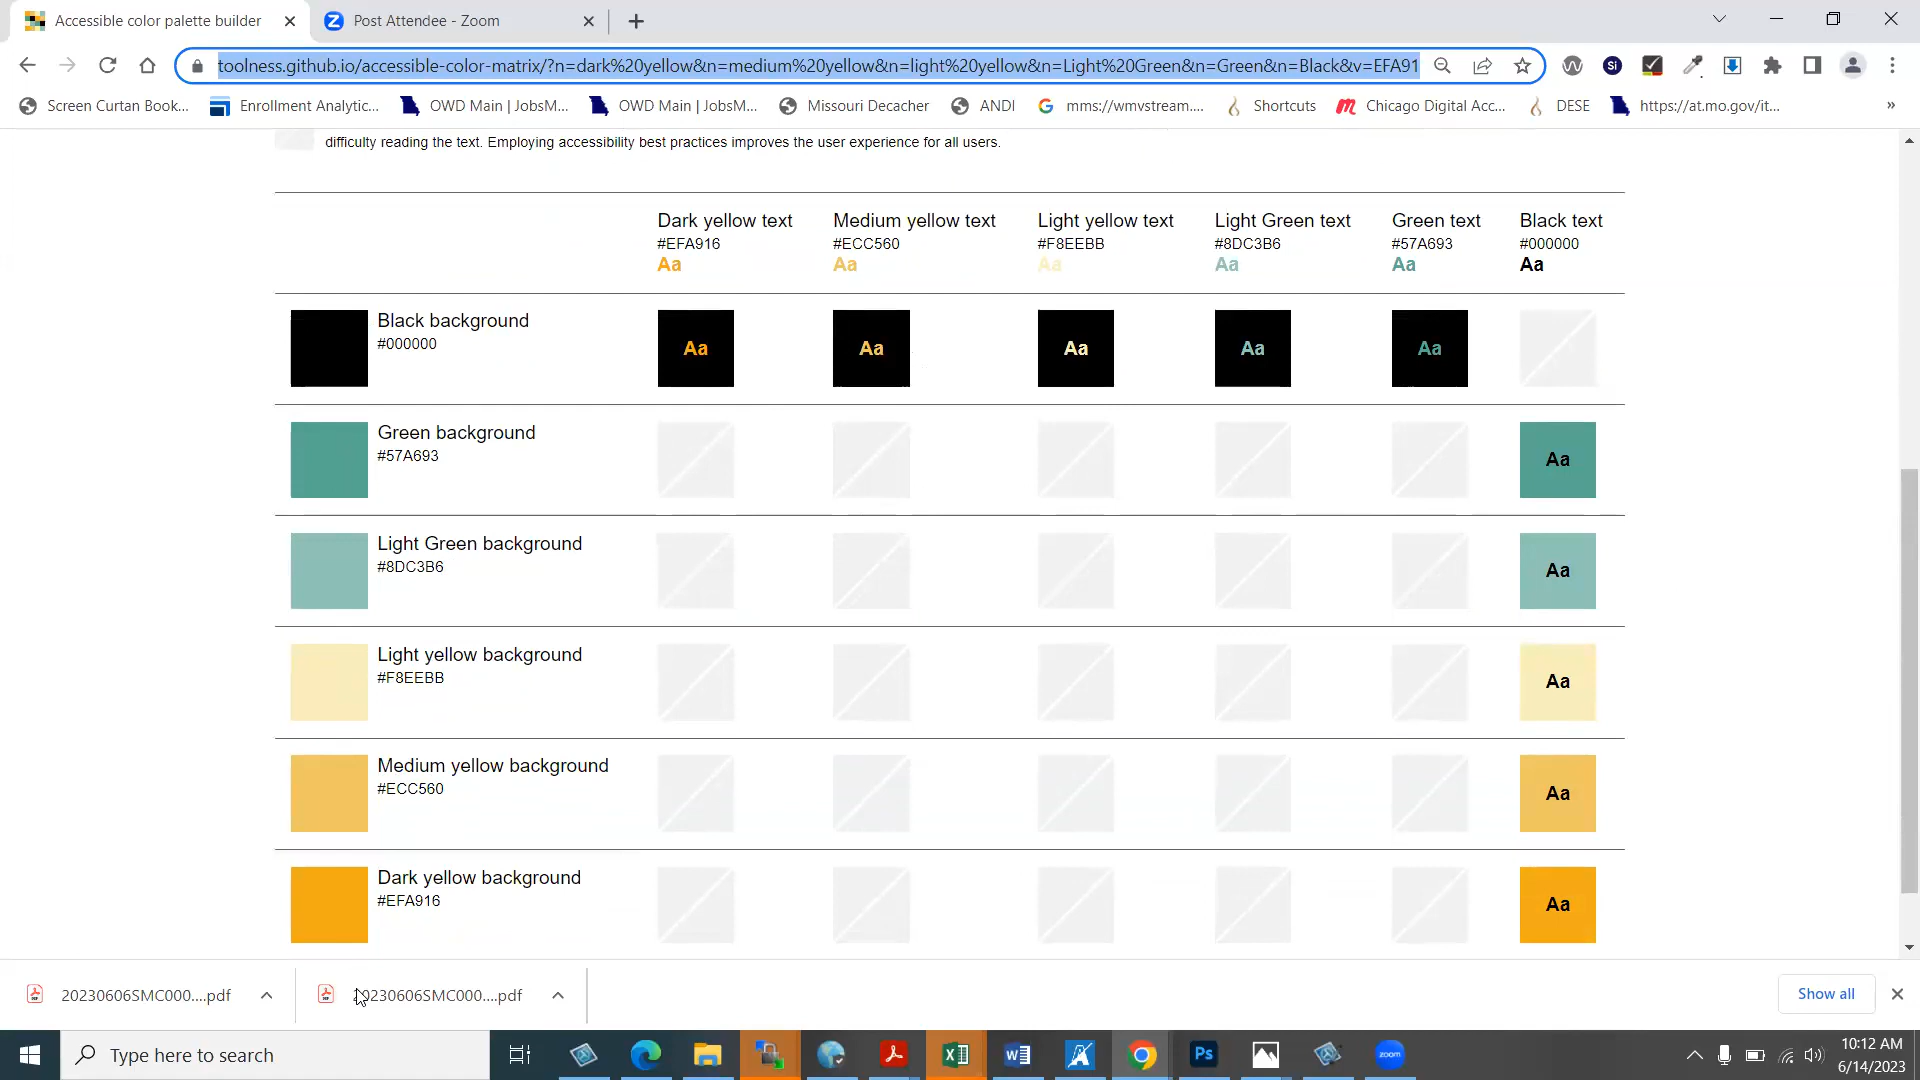 Accessible color palette builder
Post Attendee - Zoom
toolness.github.io/accessible-color-matrix/?n=dark%20yellow&n=medium%20yellow&n=light%20yellow&n=Light%20Green&n=Green&n=Black&v=EFA91
Screen Curtan Book...
Enrollment Analytic...
OWD Main | JobsM...
OWD Main | JobsM...
Missouri Decacher
ANDI
mms://wmvstream....
Shortcuts
Chicago Digital Acc...
DESE
https://at.mo.gov/it...
»
difficulty reading the text. Employing accessibility best practices improves the user experience for all users.
Dark yellow text Medium yellow text Light yellow text Light Green text Green text Black text
#EFA916 #ECC560 #F8EEBB #8DC3B6 #57A693 #000000
Aa Aa Aa Aa Aa Aa
Black background
#000000
Aa Aa Aa Aa Aa
Green background
#57A693
Aa
Light Green background
#8DC3B6
Aa
Light yellow background
#F8EEBB
Aa
Medium yellow background
#ECC560
Aa
Dark yellow background
#EFA916
Aa
20230606SMC000....pdf
20230606SMC000....pdf
Show all
Type here to search
Ps
zoom
10:12 AM
6/14/2023